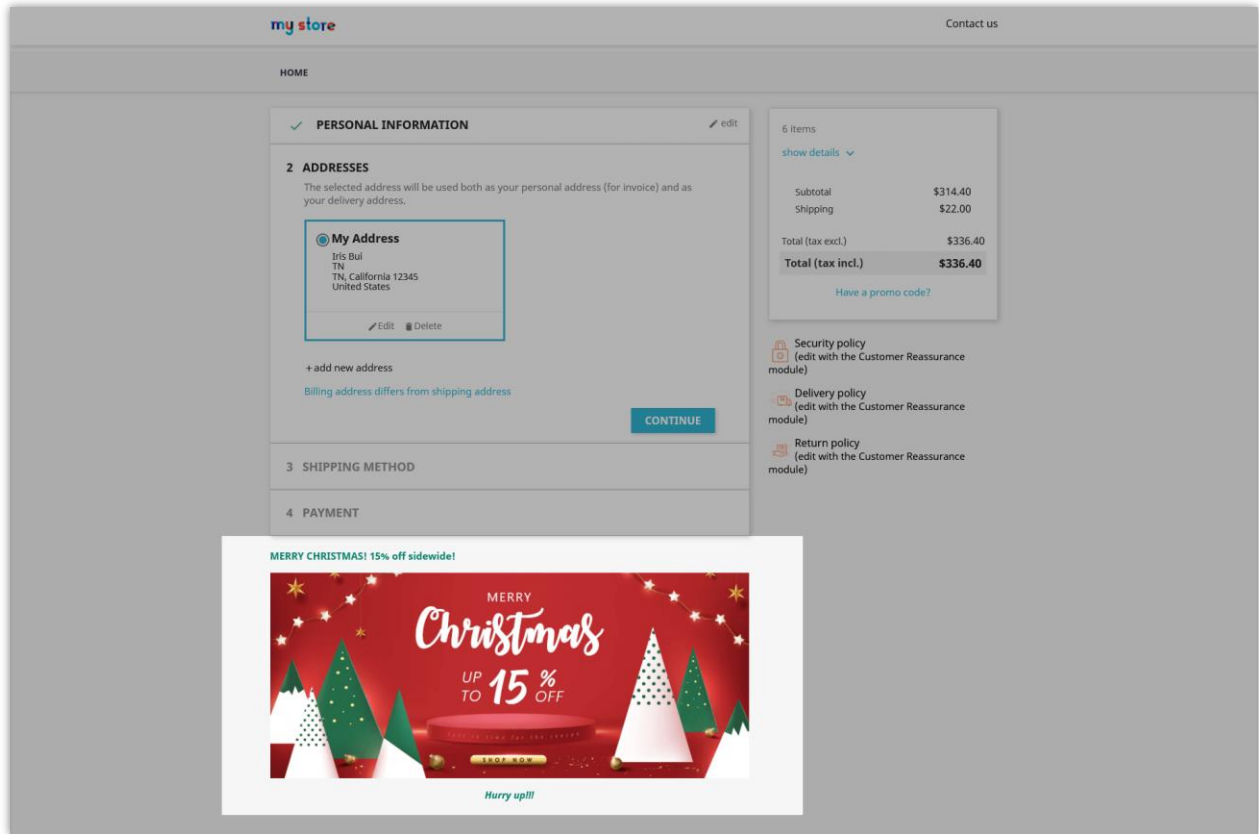 my store
Contact us
HOME
PERSONAL INFORMATION
edit
2 ADDRESSES
The selected address will be used both as your personal address (for invoice) and as
your delivery address.
My Address
Iris Bui
TN
TN, California 12345
United States
Edit Delete
+ add new address
Billing address differs from shipping address
CONTINUE
3 SHIPPING METHOD
4 PAYMENT
6 items
show details
Subtotal $314.40
Shipping $22.00
Total (tax excl.) $336.40
Total (tax incl.) $336.40
Have a promo code?
Security policy
(edit with the Customer Reassurance
module)
Delivery policy
(edit with the Customer Reassurance
module)
Return policy
(edit with the Customer Reassurance
module)
MERRY CHRISTMAS! 15% off sidewide!
MERRY
Christmas
UP TO 15 % OFF
Just in time for the season
SHOP NOW
Hurry up!!!